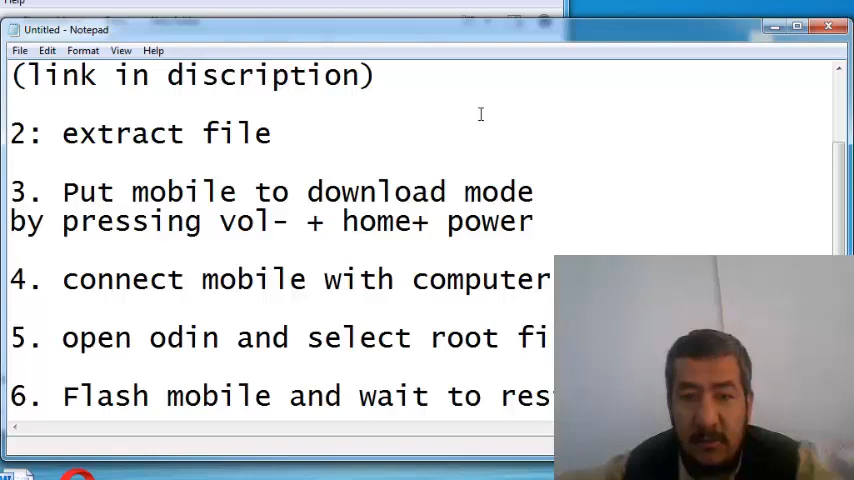 Help
Untitled - Notepad
File Edit Format View Help
(link in discription)
2: extract file
3. Put mobile to download mode
by pressing vol- + home+ power
4. connect mobile with computer
5. open odin and select root fi
6. Flash mobile and wait to res